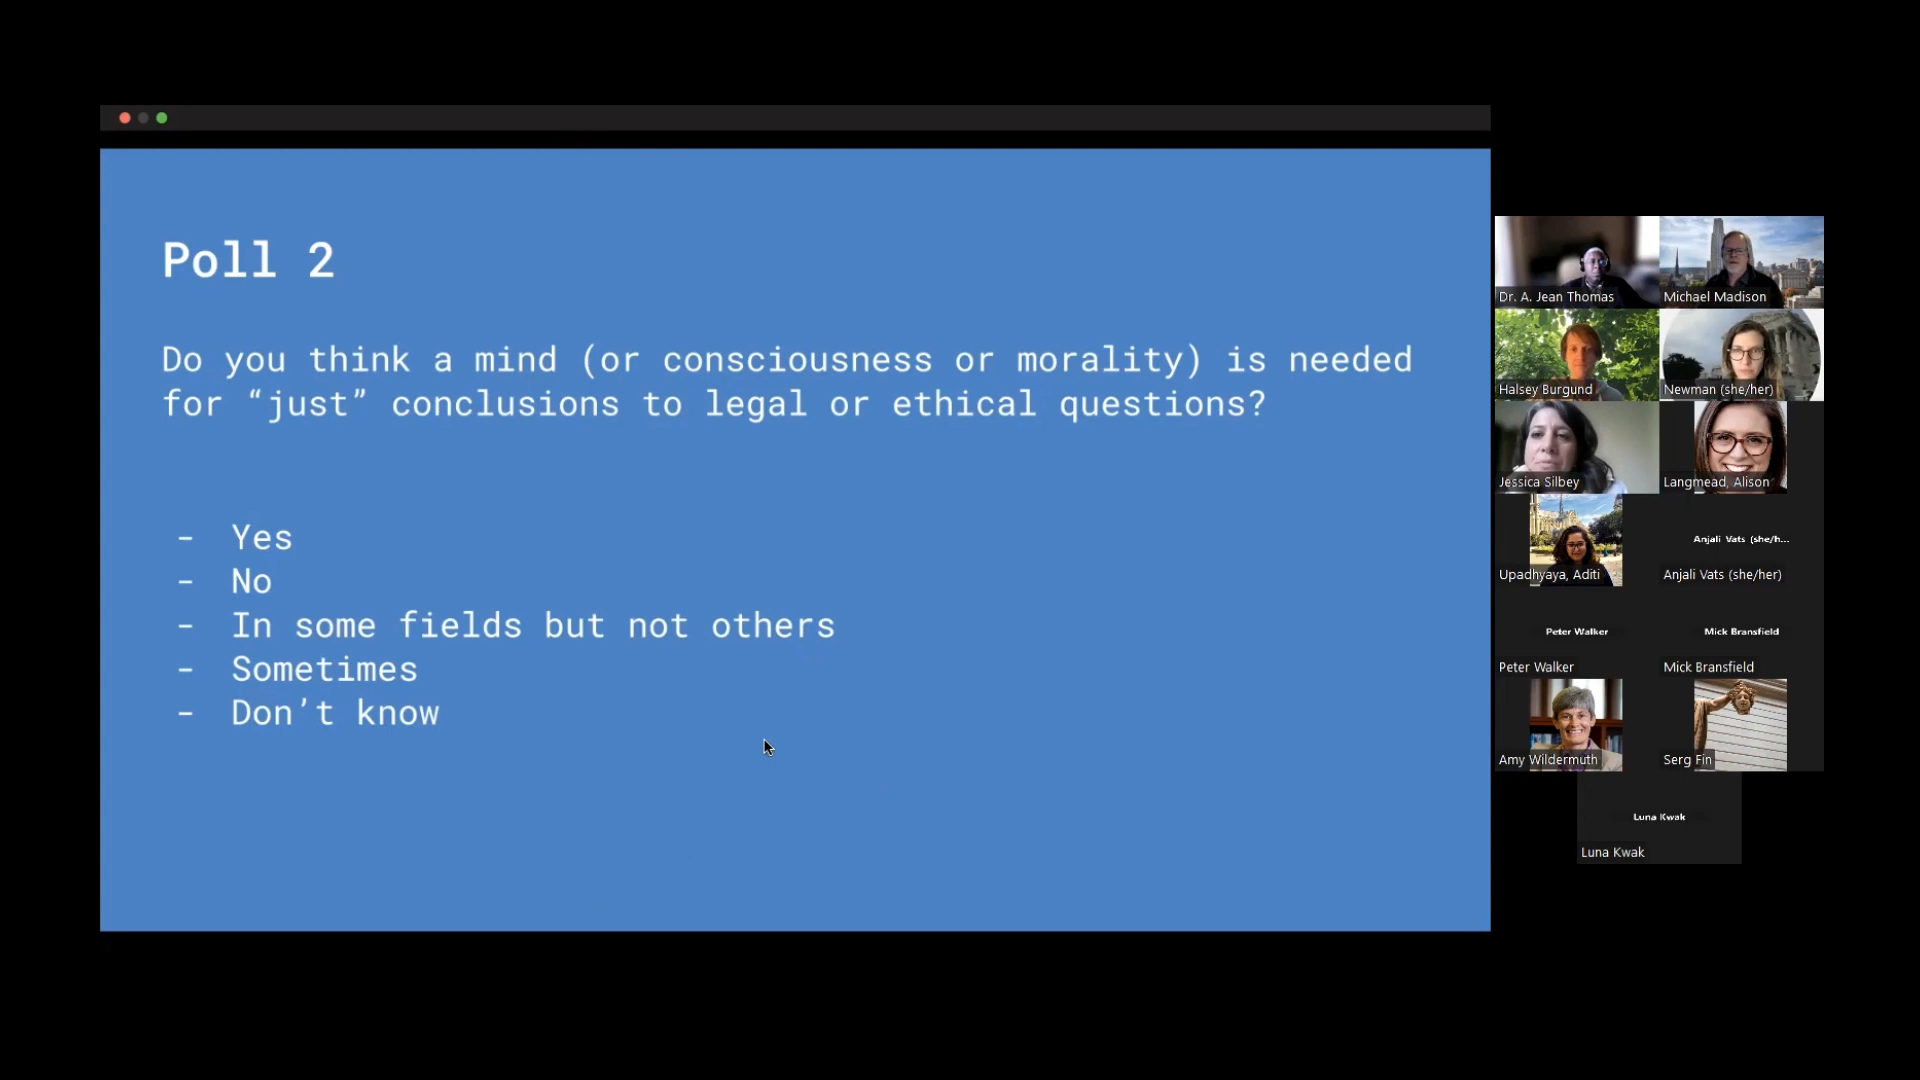 Poll 2
Do you think a mind (or consciousness or morality) is needed
for “just” conclusions to legal or ethical questions?
- Yes
- No
- In some fields but not others
- Sometimes
- Don’t know
Dr. A. Jean Thomas
Michael Madison
Halsey Burgund
Newman (she/her)
Jessica Silbey
Langmead, Alison
Upadhyaya, Aditi
Anjali Vats (she/h...
Anjali Vats (she/her)
Peter Walker
Peter Walker
Mick Bransfield
Mick Bransfield
Amy Wildermuth
Serg Fin
Luna Kwak
Luna Kwak